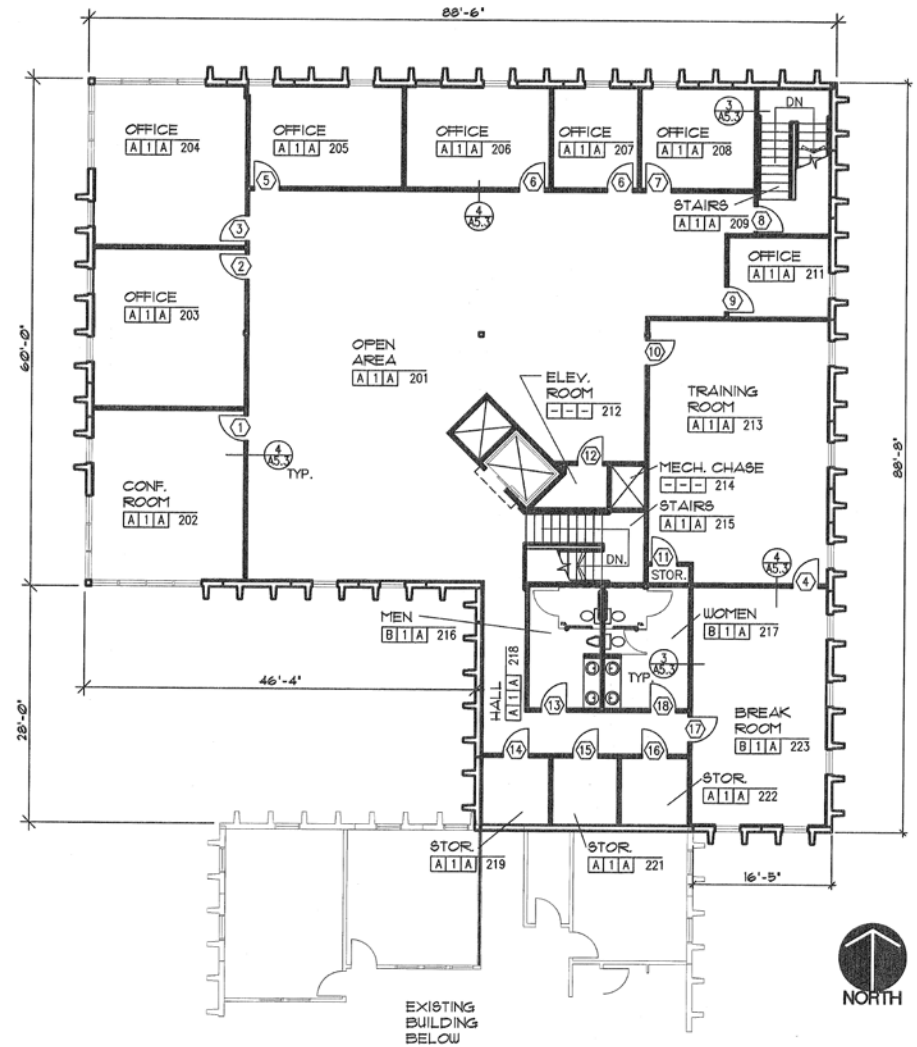 88'-6"
3
A5.3
DN
OFFICE
A 1 A 204
OFFICE
A 1 A 205
OFFICE
A 1 A 206
OFFICE
A 1 A 207
OFFICE
A 1 A 208
5
6
6
7
4
A5.3
STAIRS
A 1 A 209
8
3
2
OFFICE
A 1 A 211
9
OFFICE
A 1 A 203
60'-0"
OPEN
AREA
A 1 A 201
10
ELEV.
ROOM
- - - 212
TRAINING
ROOM
A 1 A 213
1
4
A5.3
TYP.
12
MECH. CHASE
- - - 214
88'-8"
CONF.
ROOM
A 1 A 202
STAIRS
A 1 A 215
DN.
11
STOR.
4
A5.3
4
MEN
B 1 A 216
WOMEN
B 1 A 217
46'-4"
HALL
A 1 A 218
3
A5.3
TYP
28'-0"
13
18
BREAK
ROOM
B 1 A 223
17
14
15
16
STOR.
A 1 A 222
STOR.
A 1 A 219
STOR.
A 1 A 221
16'-5"
NORTH
EXISTING
BUILDING
BELOW